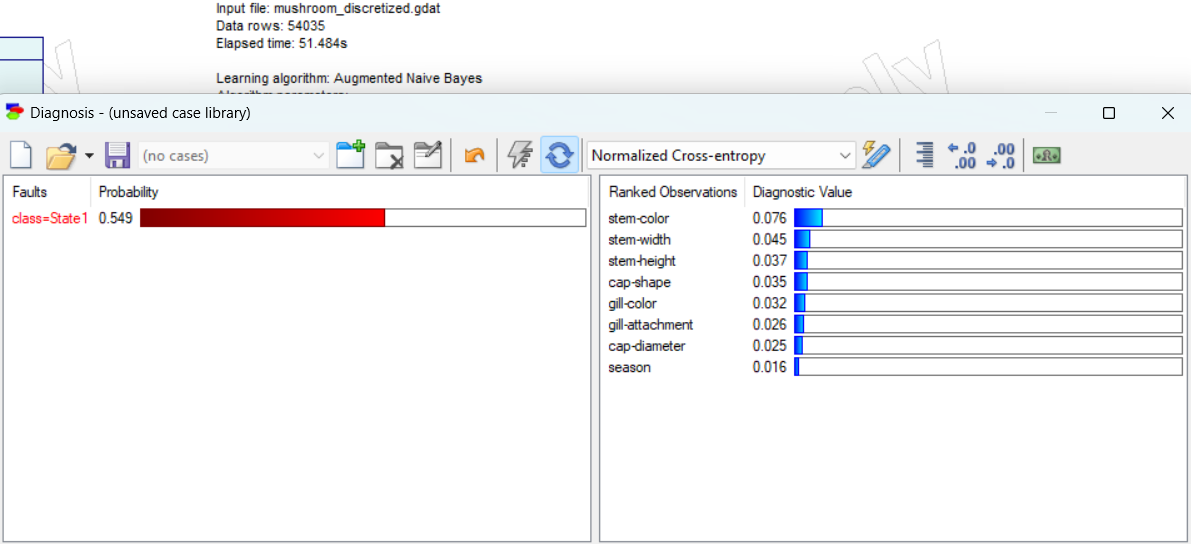 Input file: mushroom_discretized.gdat
Data rows: 54035
Elapsed time: 51.484s
Learning algorithm: Augmented Naive Bayes
Diagnosis - (unsaved case library)
(no cases)
Normalized Cross-entropy
←.0 .00
.00 →.0
R
Faults Probability
class=State1 0.549
Ranked Observations Diagnostic Value
stem-color 0.076
stem-width 0.045
stem-height 0.037
cap-shape 0.035
gill-color 0.032
gill-attachment 0.026
cap-diameter 0.025
season 0.016